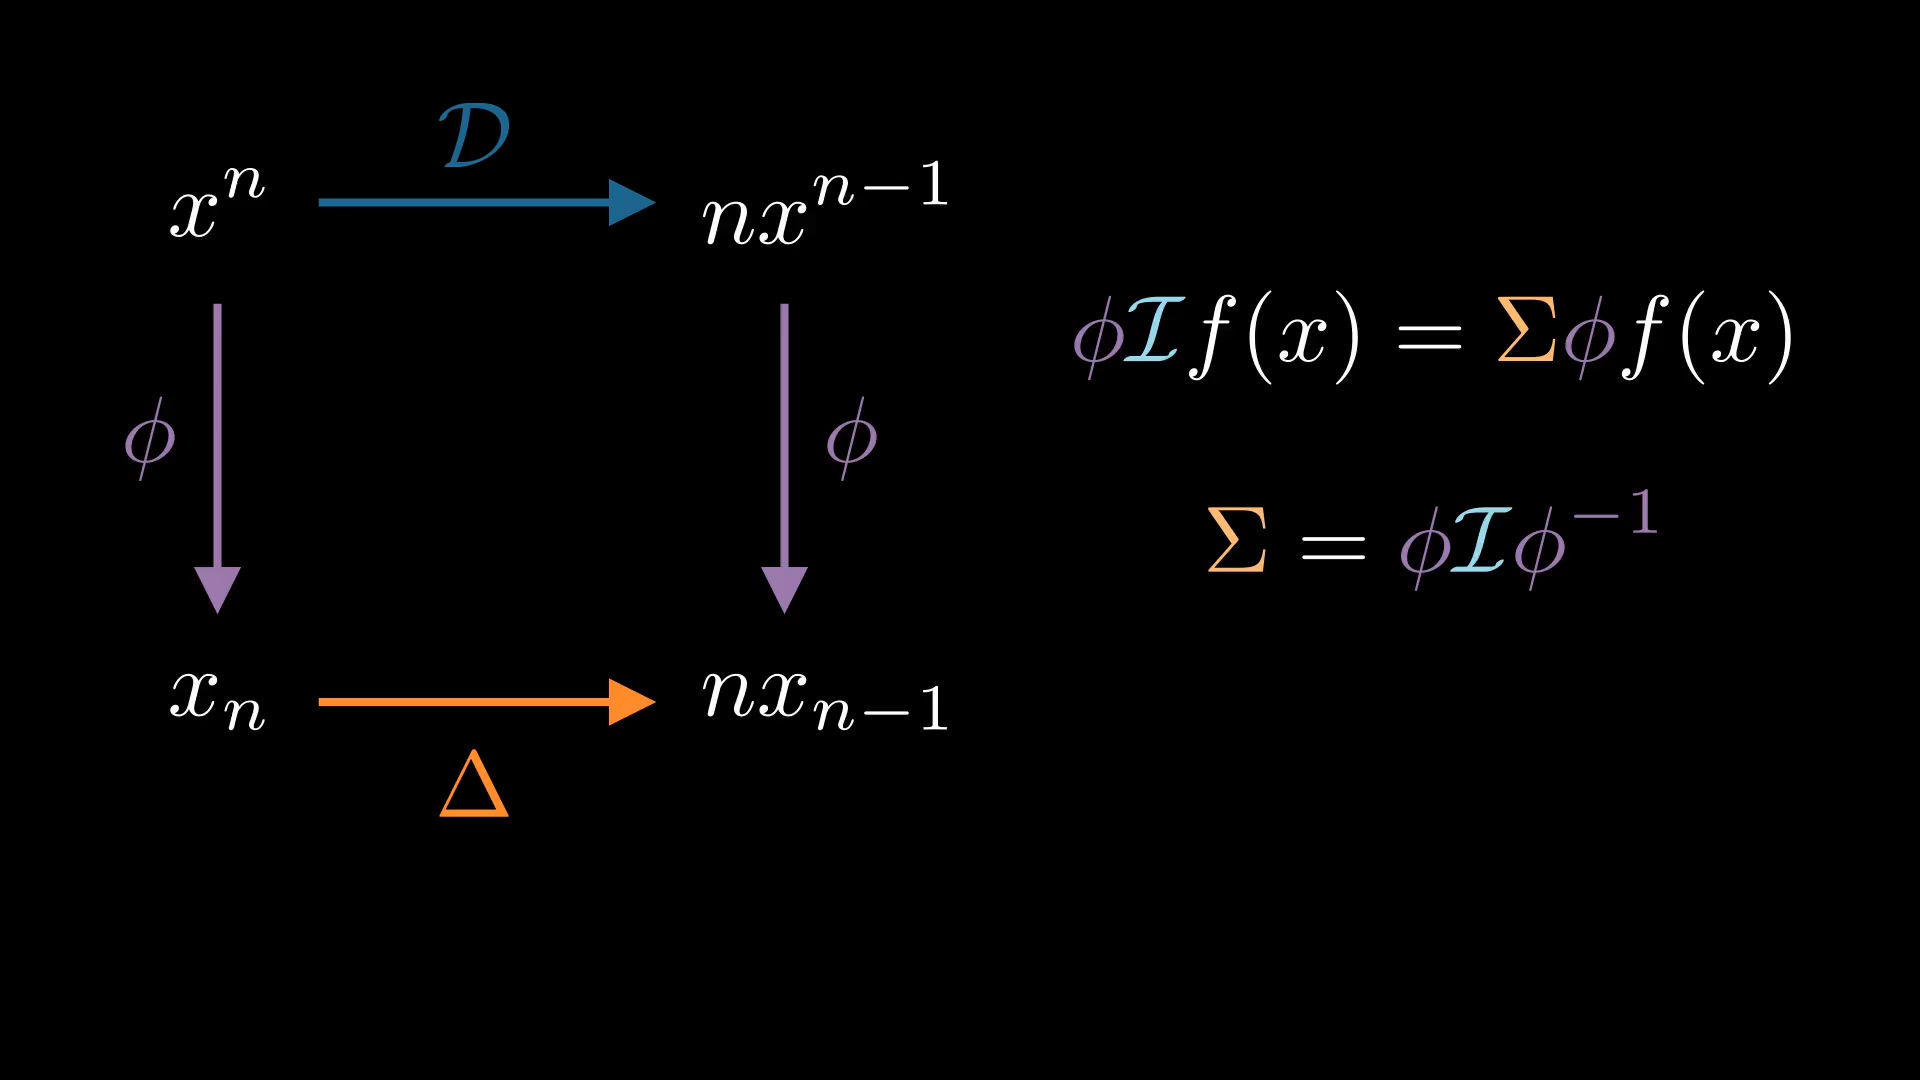 𝒟
xⁿ nxⁿ⁻¹
ϕℐf(x) = Σϕf(x)
ϕ ϕ
Σ = ϕℐϕ⁻¹
xₙ nxₙ₋₁
Δ